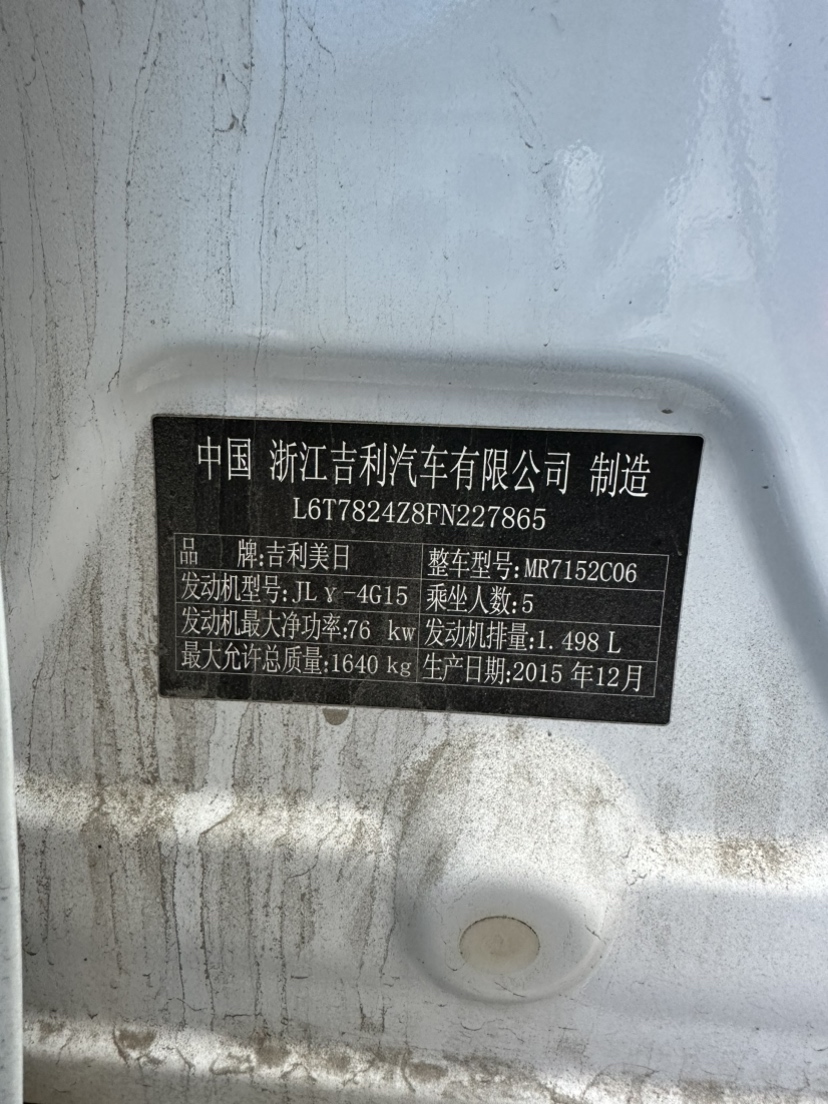 中国 浙江吉利汽车有限公司 制造
L6T7824Z8FN227865
品 牌:吉利美日 整车型号:MR7152C06
发动机型号:JLγ-4G15 乘坐人数:5
发动机最大净功率:76 kw 发动机排量:1.498 L
最大允许总质量:1640 kg 生产日期:2015 年12月